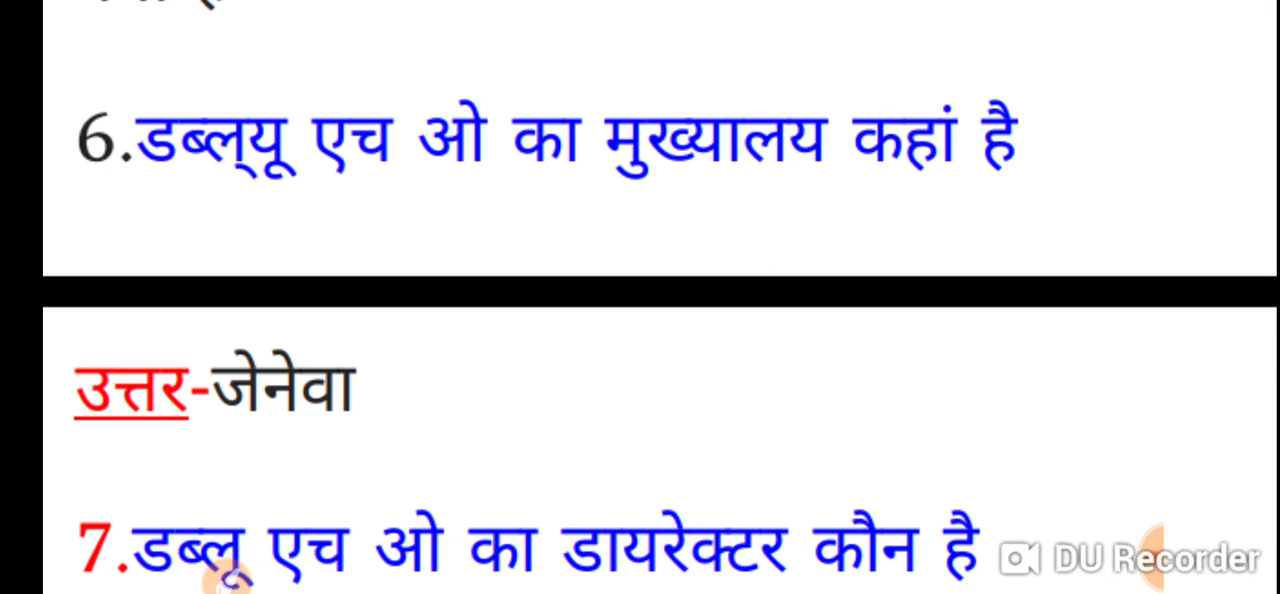 6.डब्ल्यू एच ओ का मुख्यालय कहां है
उत्तर-जेनेवा
7.डब्लू एच ओ का डायरेक्टर कौन है
DU Recorder